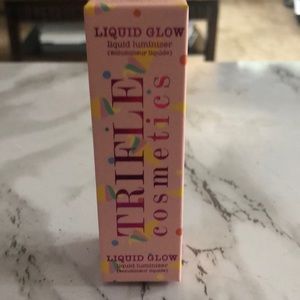 LIQUID GLOW
liquid luminizer
(enlumineur liquide)
TRIFLE
cosmetics
LIQUID GLOW
liquid luminizer
(enlumineur liquide)